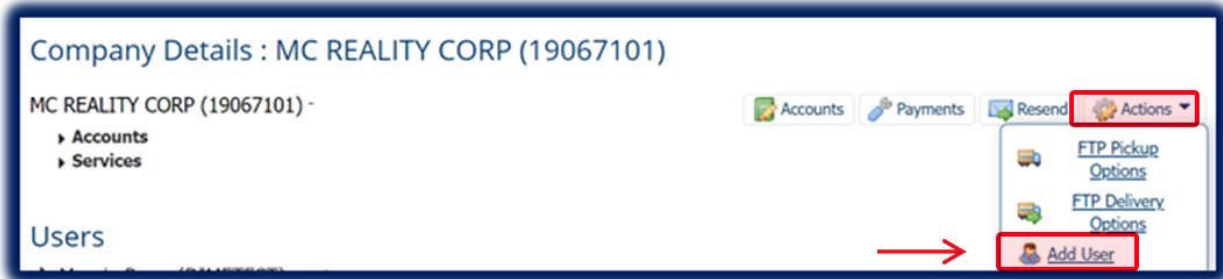 Company Details : MC REALITY CORP (19067101)
MC REALITY CORP (19067101) -
Accounts Payments Resend Actions
Accounts
Services
FTP Pickup
Options
FTP Delivery
Options
Users
Add User